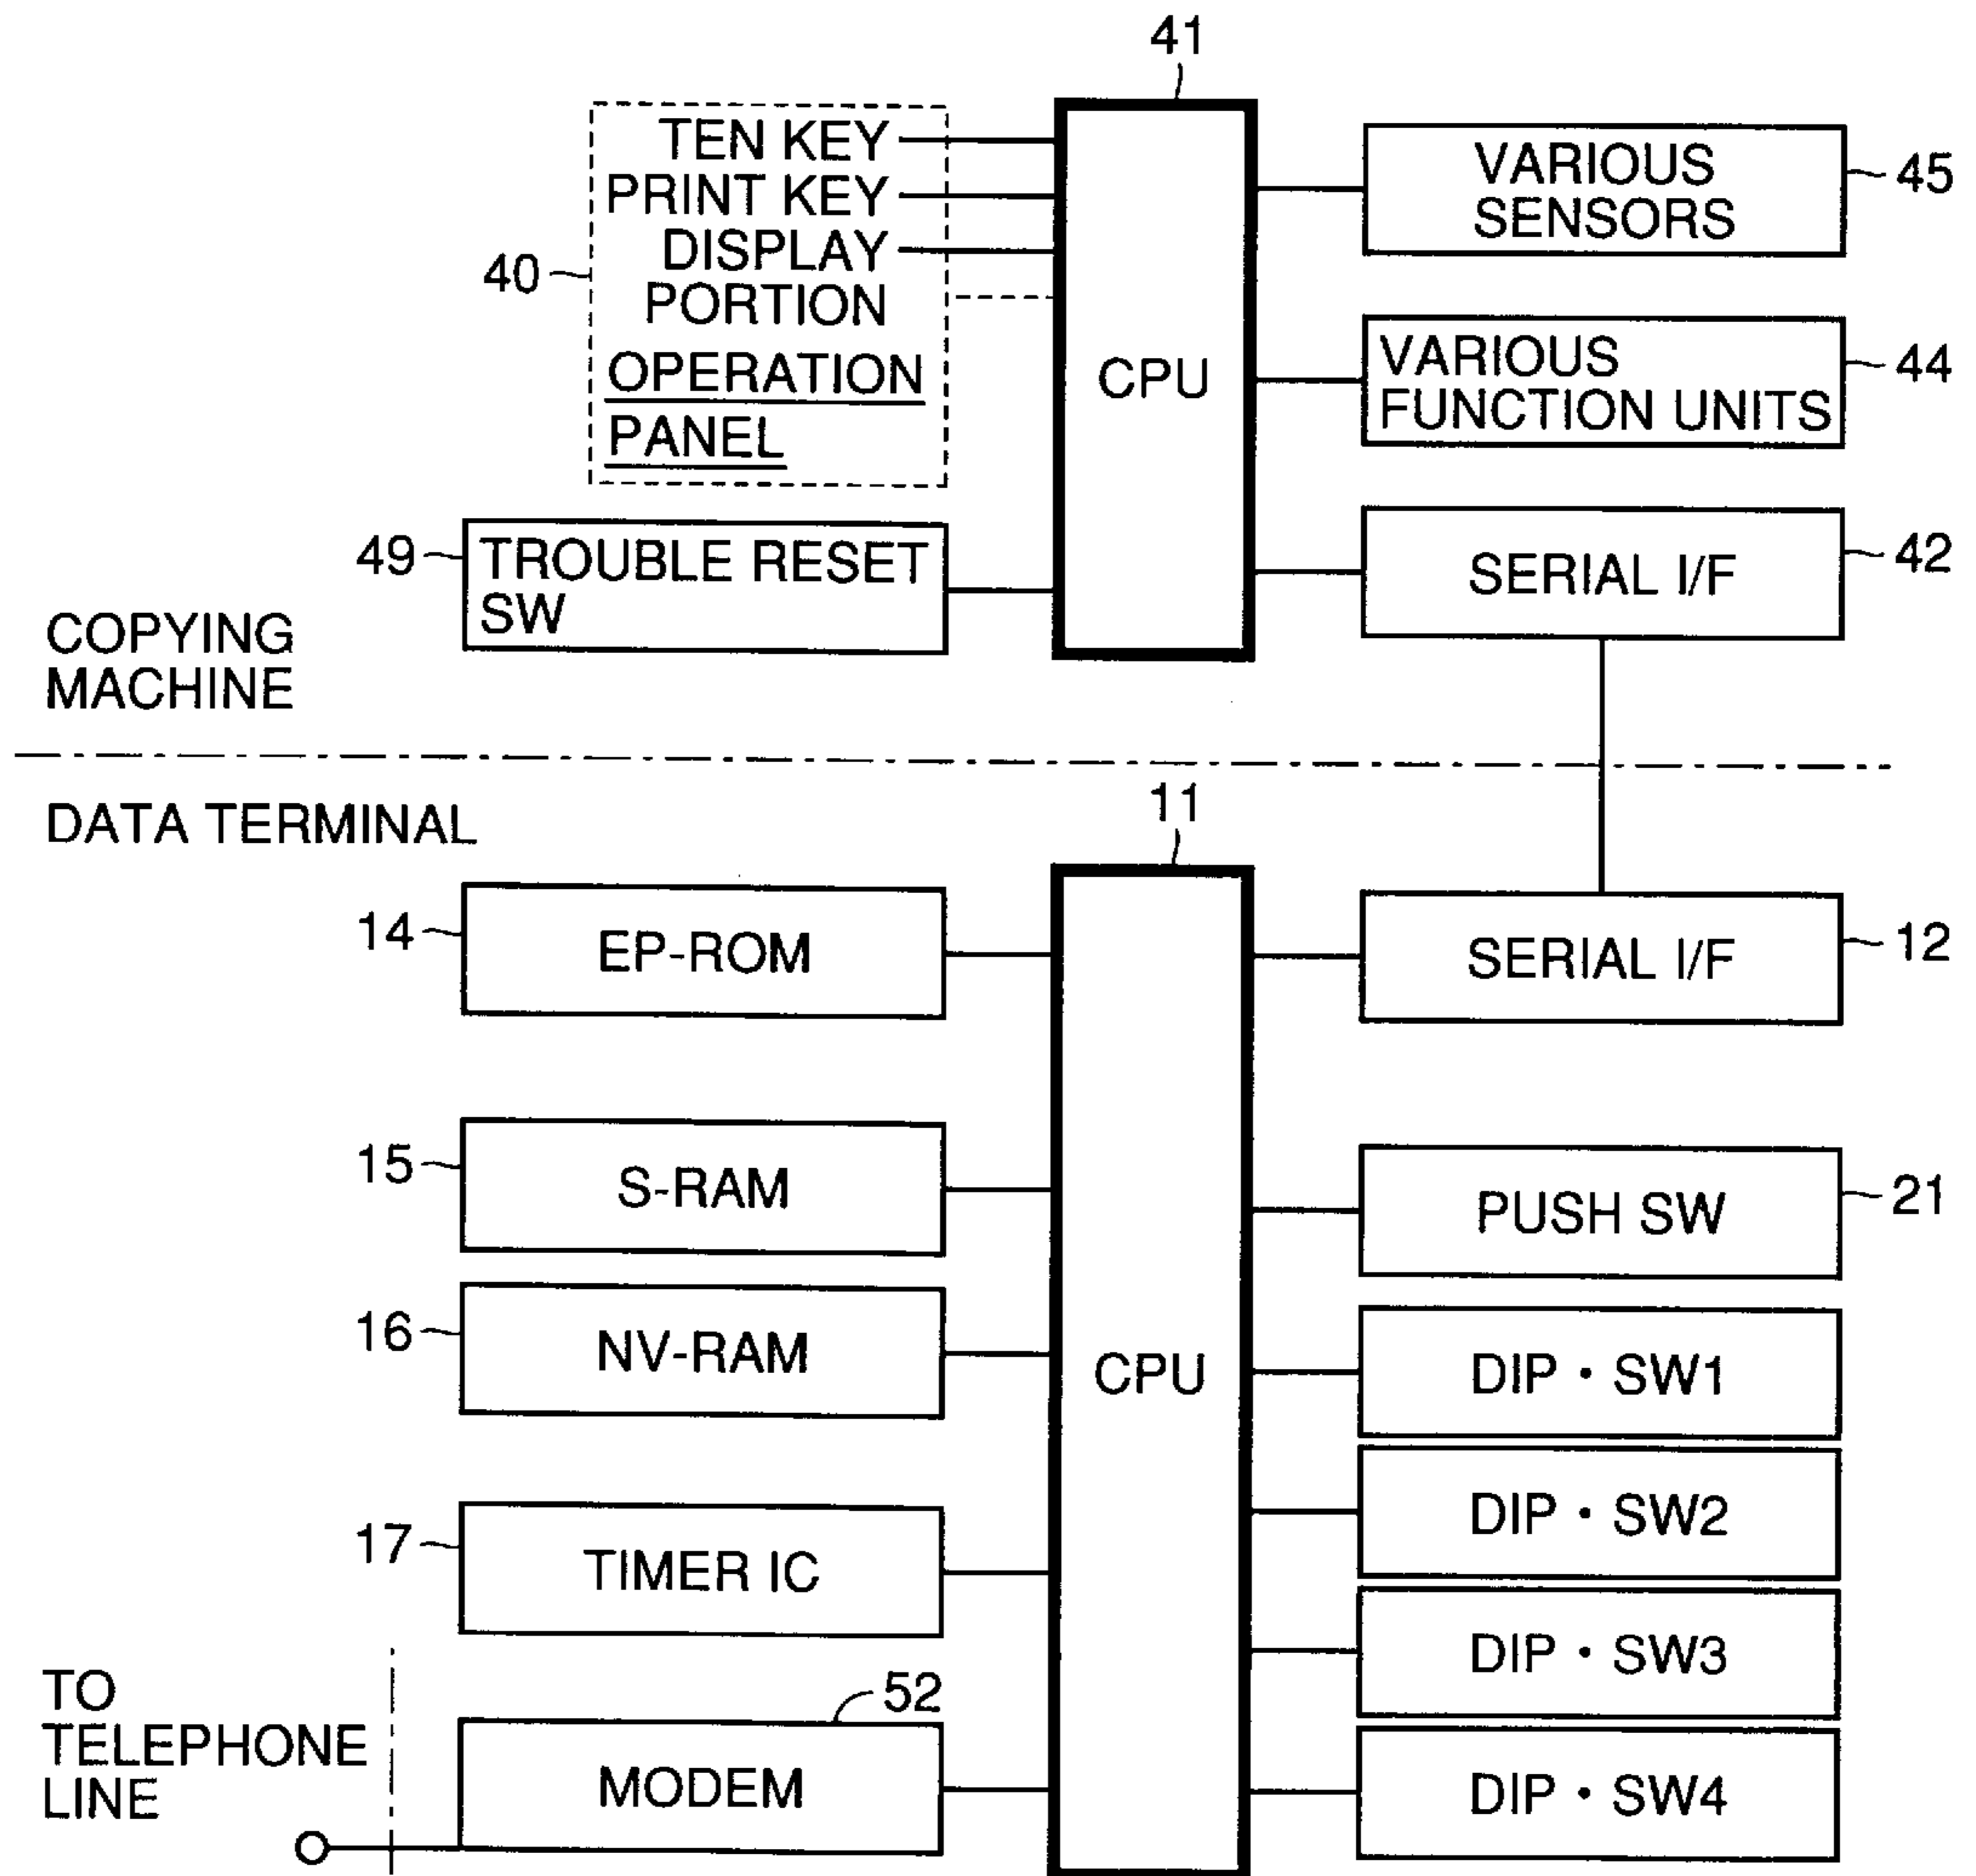 41
TEN KEY
PRINT KEY
DISPLAY
PORTION
OPERATION
PANEL
40
CPU
VARIOUS
SENSORS
45
VARIOUS
FUNCTION UNITS
44
49
TROUBLE RESET
SW
SERIAL I/F
42
COPYING
MACHINE
DATA TERMINAL
11
14
EP-ROM
SERIAL I/F
12
15
S-RAM
PUSH SW
21
16
NV-RAM
CPU
DIP・SW1
DIP・SW2
17
TIMER IC
DIP・SW3
TO
TELEPHONE
LINE
52
MODEM
DIP・SW4